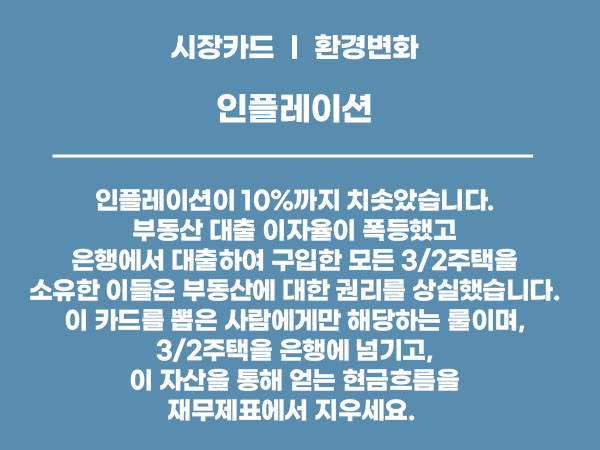 시장카드 | 환경변화
인플레이션
인플레이션이 10%까지 치솟았습니다.
부동산 대출 이자율이 폭등했고
은행에서 대출하여 구입한 모든 3/2주택을
소유한 이들은 부동산에 대한 권리를 상실했습니다.
이 카드를 뽑은 사람에게만 해당하는 룰이며,
3/2주택을 은행에 넘기고,
이 자산을 통해 얻는 현금흐름을
재무제표에서 지우세요.